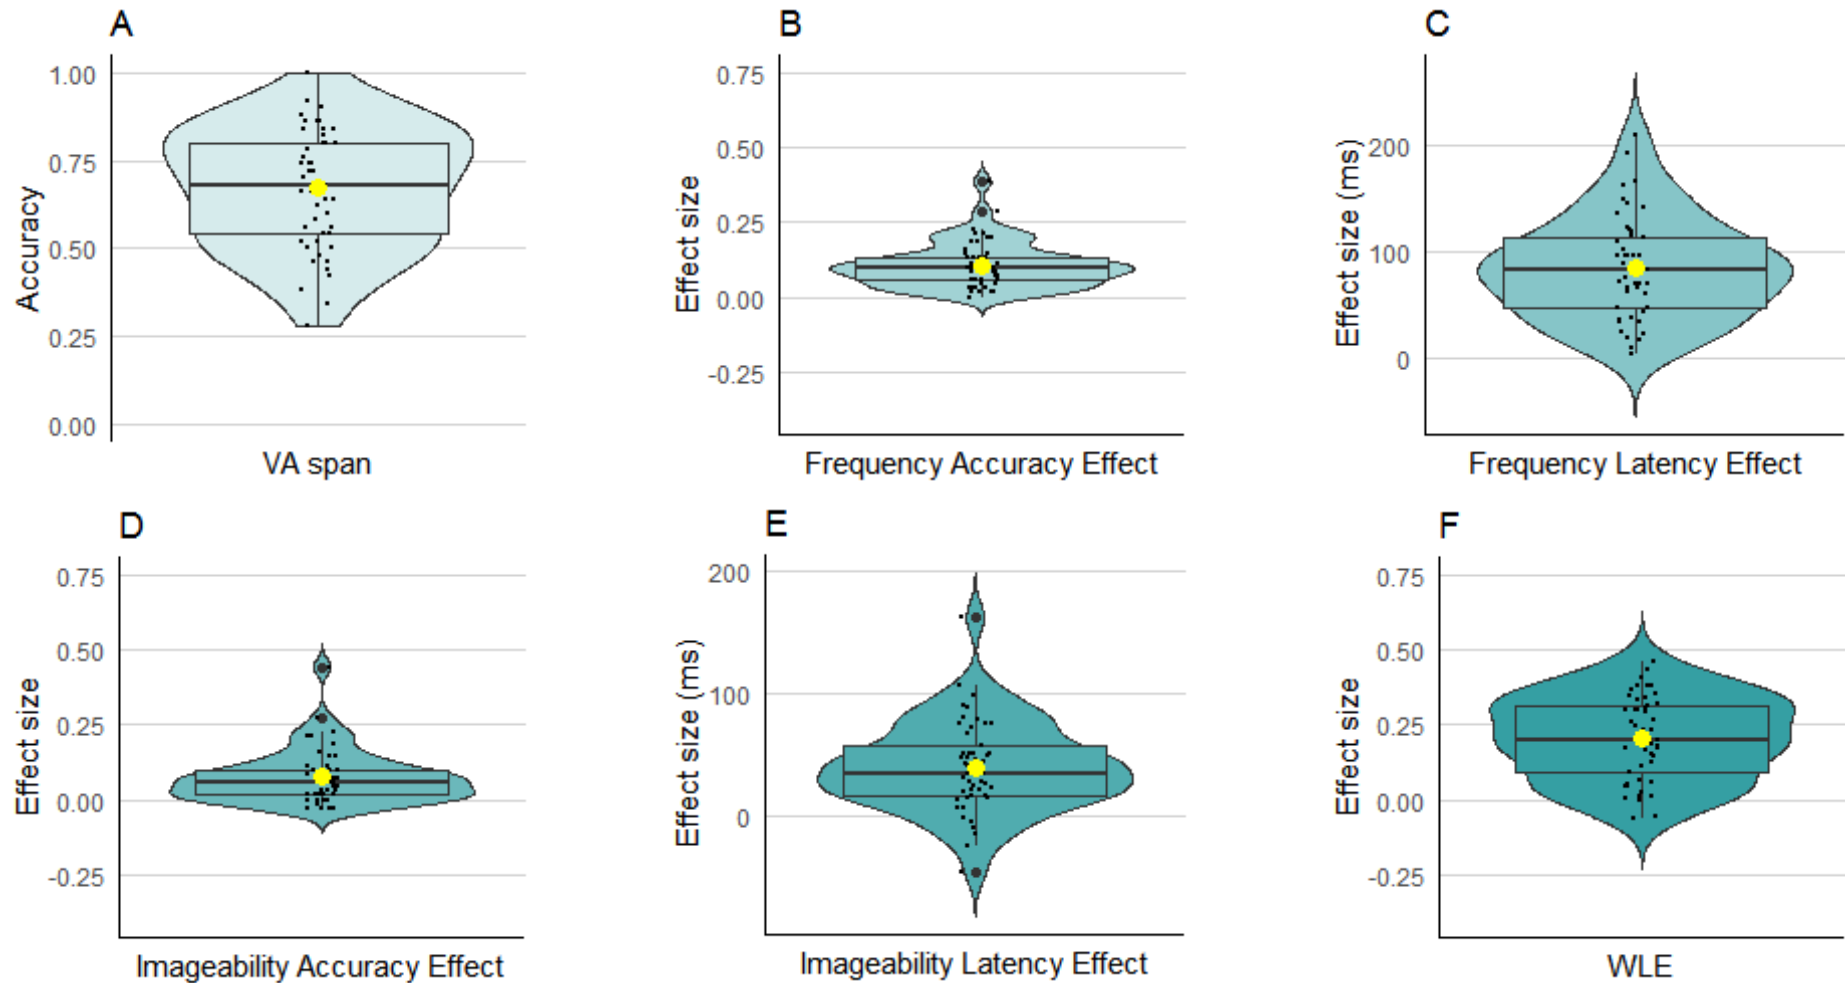 A
1.00
0.75
0.50
0.25
0.00
Accuracy
VA span
B
0.75
0.50
0.25
0.00
-0.25
Effect size
Frequency Accuracy Effect
C
200
100
0
Effect size (ms)
Frequency Latency Effect
D
0.75
0.50
0.25
0.00
-0.25
Effect size
Imageability Accuracy Effect
E
200
100
0
Effect size (ms)
Imageability Latency Effect
F
0.75
0.50
0.25
0.00
-0.25
Effect size
WLE